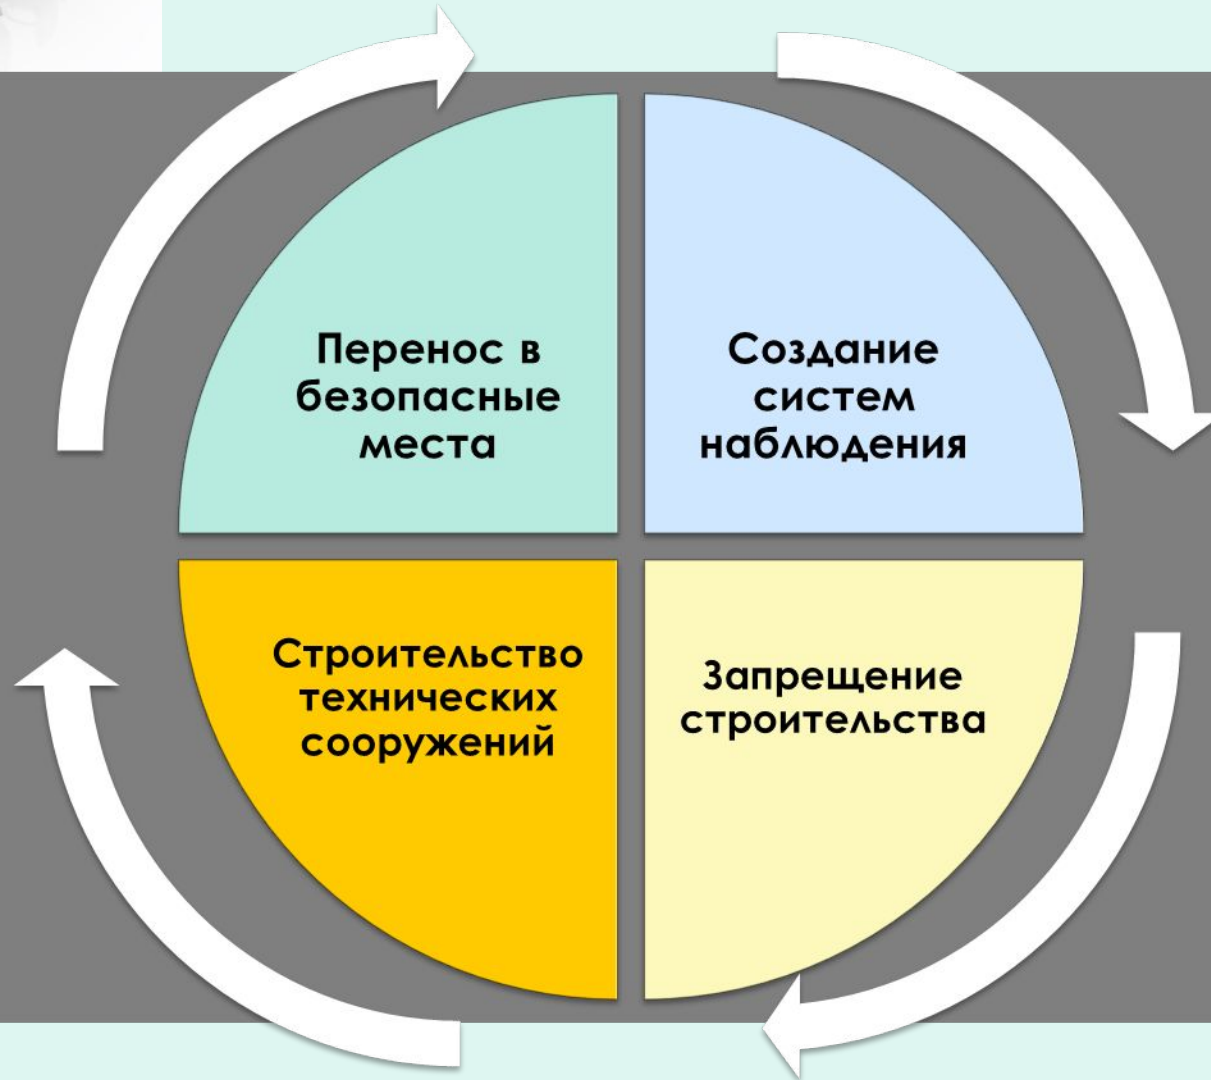 Перенос в
безопасные
места
Создание
систем
наблюдения
Строительство
технических
сооружений
Запрещение
строительства